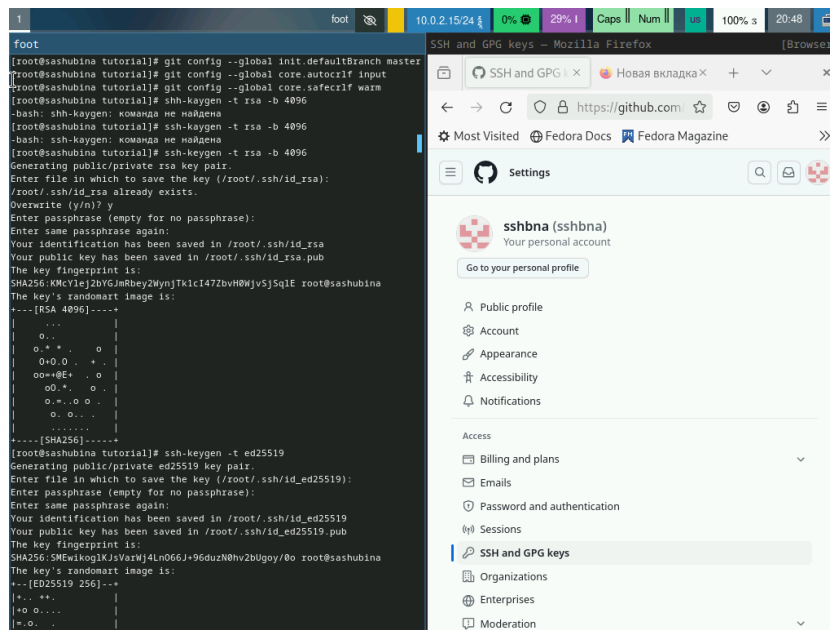 1
foot
10.0.2.15/24
0%
29%
Caps
Num
us
100%
20:48
foot
[root@sashubina tutorial]# git config --global init.defaultBranch master
[root@sashubina tutorial]# git config --global core.autocrlf input
[root@sashubina tutorial]# git config --global core.safecrlf warm
[root@sashubina tutorial]# shh-kaygen -t rsa -b 4096
-bash: shh-kaygen: команда не найдена
[root@sashubina tutorial]# ssh-kaygen -t rsa -b 4096
-bash: ssh-kaygen: команда не найдена
[root@sashubina tutorial]# ssh-keygen -t rsa -b 4096
Generating public/private rsa key pair.
Enter file in which to save the key (/root/.ssh/id_rsa):
/root/.ssh/id_rsa already exists.
Overwrite (y/n)? y
Enter passphrase (empty for no passphrase):
Enter same passphrase again:
Your identification has been saved in /root/.ssh/id_rsa
Your public key has been saved in /root/.ssh/id_rsa.pub
The key fingerprint is:
SHA256:KMcYlej2bYGJmRbey2WynjTk1cI47ZbvH0WjvSjSqlE root@sashubina
The key's randomart image is:
+---[RSA 4096]----+
|     ...         |
|    o..          |
|   o.* * .    o  |
|    O+O.O .  + . |
|   oo=+@E+  . o  |
|     oO.*.   o . |
|     o.=..o o .  |
|      o. o.. .   |
|      .......    |
+----[SHA256]-----+
[root@sashubina tutorial]# ssh-keygen -t ed25519
Generating public/private ed25519 key pair.
Enter file in which to save the key (/root/.ssh/id_ed25519):
Enter passphrase (empty for no passphrase):
Enter same passphrase again:
Your identification has been saved in /root/.ssh/id_ed25519
Your public key has been saved in /root/.ssh/id_ed25519.pub
The key fingerprint is:
SHA256:SMEwikoglKJsVarWj4LnO66J+96duzN0hv2bUgoy/0o root@sashubina
The key's randomart image is:
+--[ED25519 256]--+
|+.. ++.          |
|+o o....         |
|=.o.  .          |
SSH and GPG keys — Mozilla Firefox
[Browser
SSH and GPG k
Новая вкладка
https://github.com/
Most Visited
Fedora Docs
Fedora Magazine
Settings
sshbna (sshbna)
Your personal account
Go to your personal profile
Public profile
Account
Appearance
Accessibility
Notifications
Access
Billing and plans
Emails
Password and authentication
Sessions
SSH and GPG keys
Organizations
Enterprises
Moderation